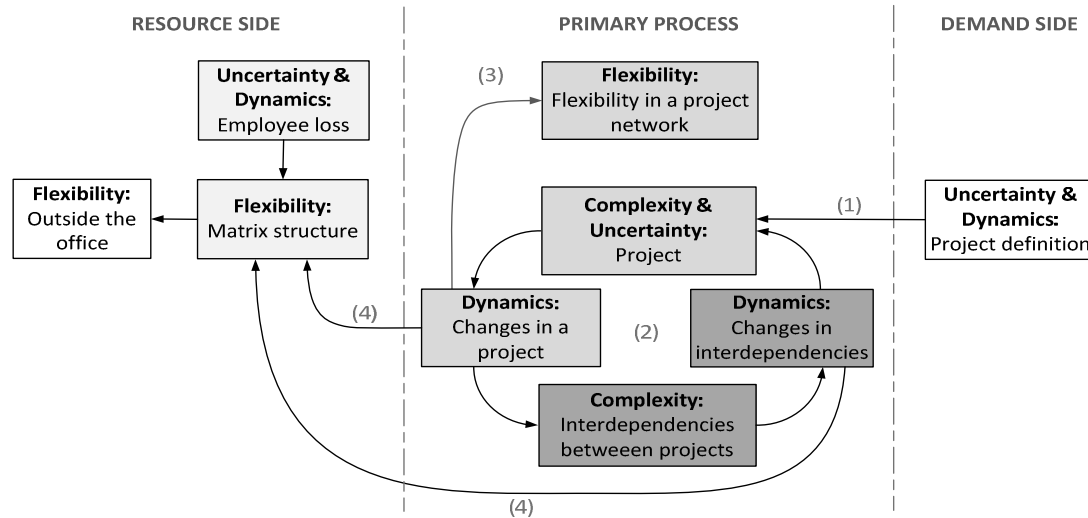 RESOURCE SIDE
PRIMARY PROCESS
DEMAND SIDE
Uncertainty &
Dynamics:
Employee loss
(3)
Flexibility:
Flexibility in a project
network
Flexibility:
Outside the
office
Flexibility:
Matrix structure
Complexity &
Uncertainty:
Project
(1)
Uncertainty &
Dynamics:
Project definition
(4)
Dynamics:
Changes in a
project
(2)
Dynamics:
Changes in
interdependencies
Complexity:
Interdependencies
betweeen projects
(4)